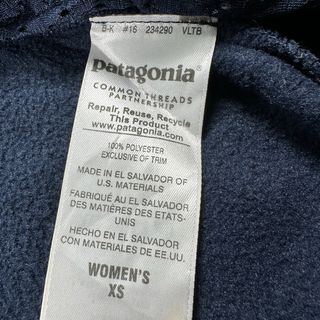 B-K #16 234290 VLTB
patagonia®
COMMON THREADS
PARTNERSHIP
Repair, Reuse, Recycle
This Product
www.patagonia.com
100% POLYESTER
EXCLUSIVE OF TRIM
MADE IN EL SALVADOR OF
U.S. MATERIALS
FABRIQUÉ AU EL SALVADOR
DES MATIÈRES DES ETATS-
UNIS
HECHO EN EL SALVADOR
CON MATERIALES DE EE.UU.
WOMEN'S
XS